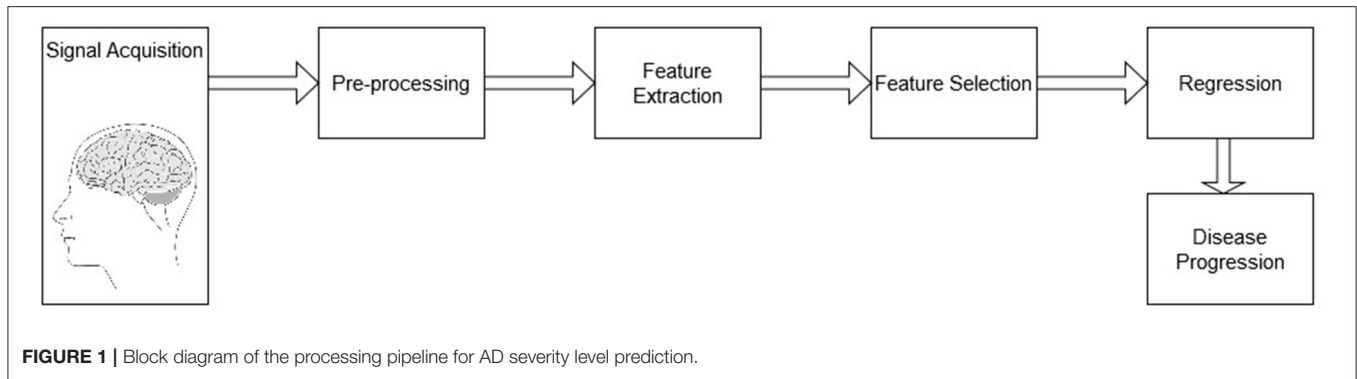 Signal Acquisition
Pre-processing
Feature
Extraction
Feature Selection
Regression
Disease
Progression
FIGURE 1 | Block diagram of the processing pipeline for AD severity level prediction.